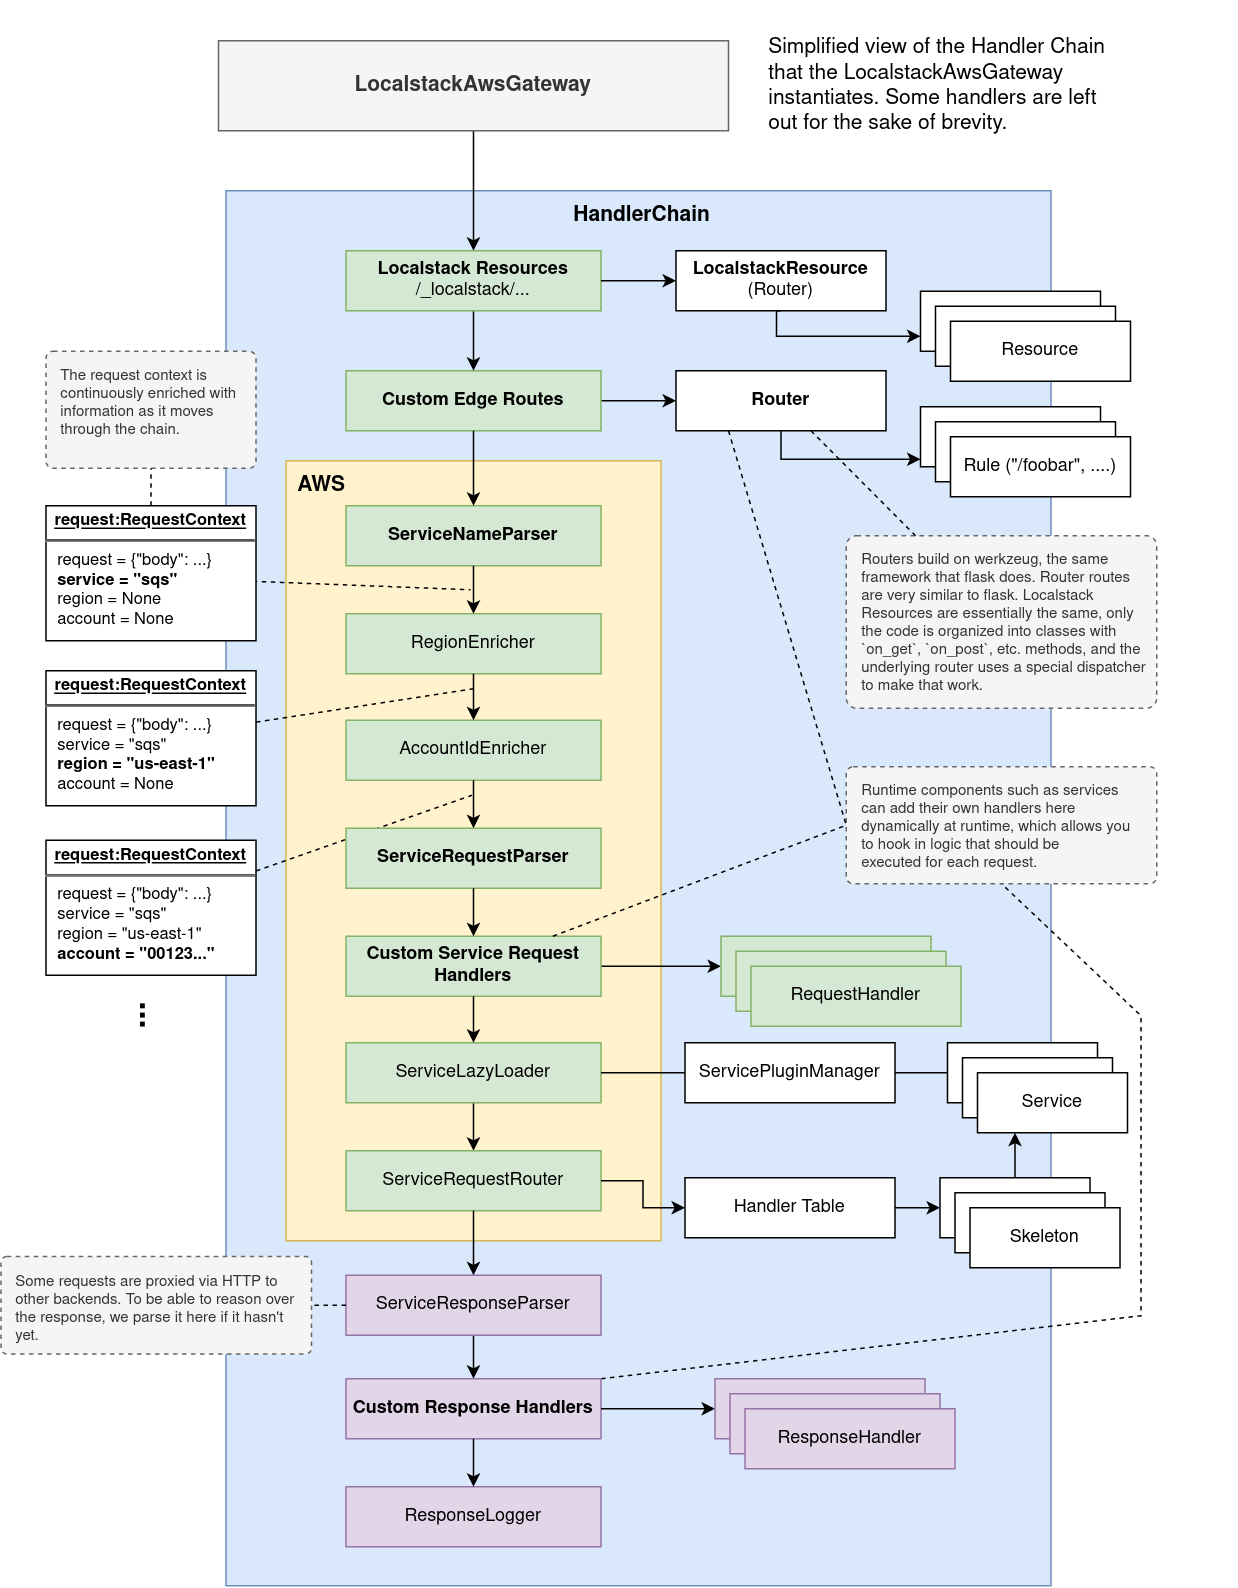 LocalstackAwsGateway
Simplified view of the Handler Chain
that the LocalstackAwsGateway
instantiates. Some handlers are left
out for the sake of brevity.
HandlerChain
Localstack Resources
/_localstack/...
LocalstackResource
(Router)
Resource
The request context is
continuously enriched with
information as it moves
through the chain.
Custom Edge Routes
Router
Rule ("/foobar", ....)
AWS
request:RequestContext
request = {"body": ...}
service = "sqs"
region = None
account = None
ServiceNameParser
Routers build on werkzeug, the same
framework that flask does. Router routes
are very similar to flask. Localstack
Resources are essentially the same, only
the code is organized into classes with
`on_get`, `on_post`, etc. methods, and the
underlying router uses a special dispatcher
to make that work.
RegionEnricher
request:RequestContext
request = {"body": ...}
service = "sqs"
region = "us-east-1"
account = None
AccountIdEnricher
Runtime components such as services
can add their own handlers here
dynamically at runtime, which allows you
to hook in logic that should be
executed for each request.
request:RequestContext
request = {"body": ...}
service = "sqs"
region = "us-east-1"
account = "00123..."
...
ServiceRequestParser
Custom Service Request
Handlers
RequestHandler
ServiceLazyLoader
ServicePluginManager
Service
ServiceRequestRouter
Handler Table
Skeleton
Some requests are proxied via HTTP to
other backends. To be able to reason over
the response, we parse it here if it hasn't
yet.
ServiceResponseParser
Custom Response Handlers
ResponseHandler
ResponseLogger